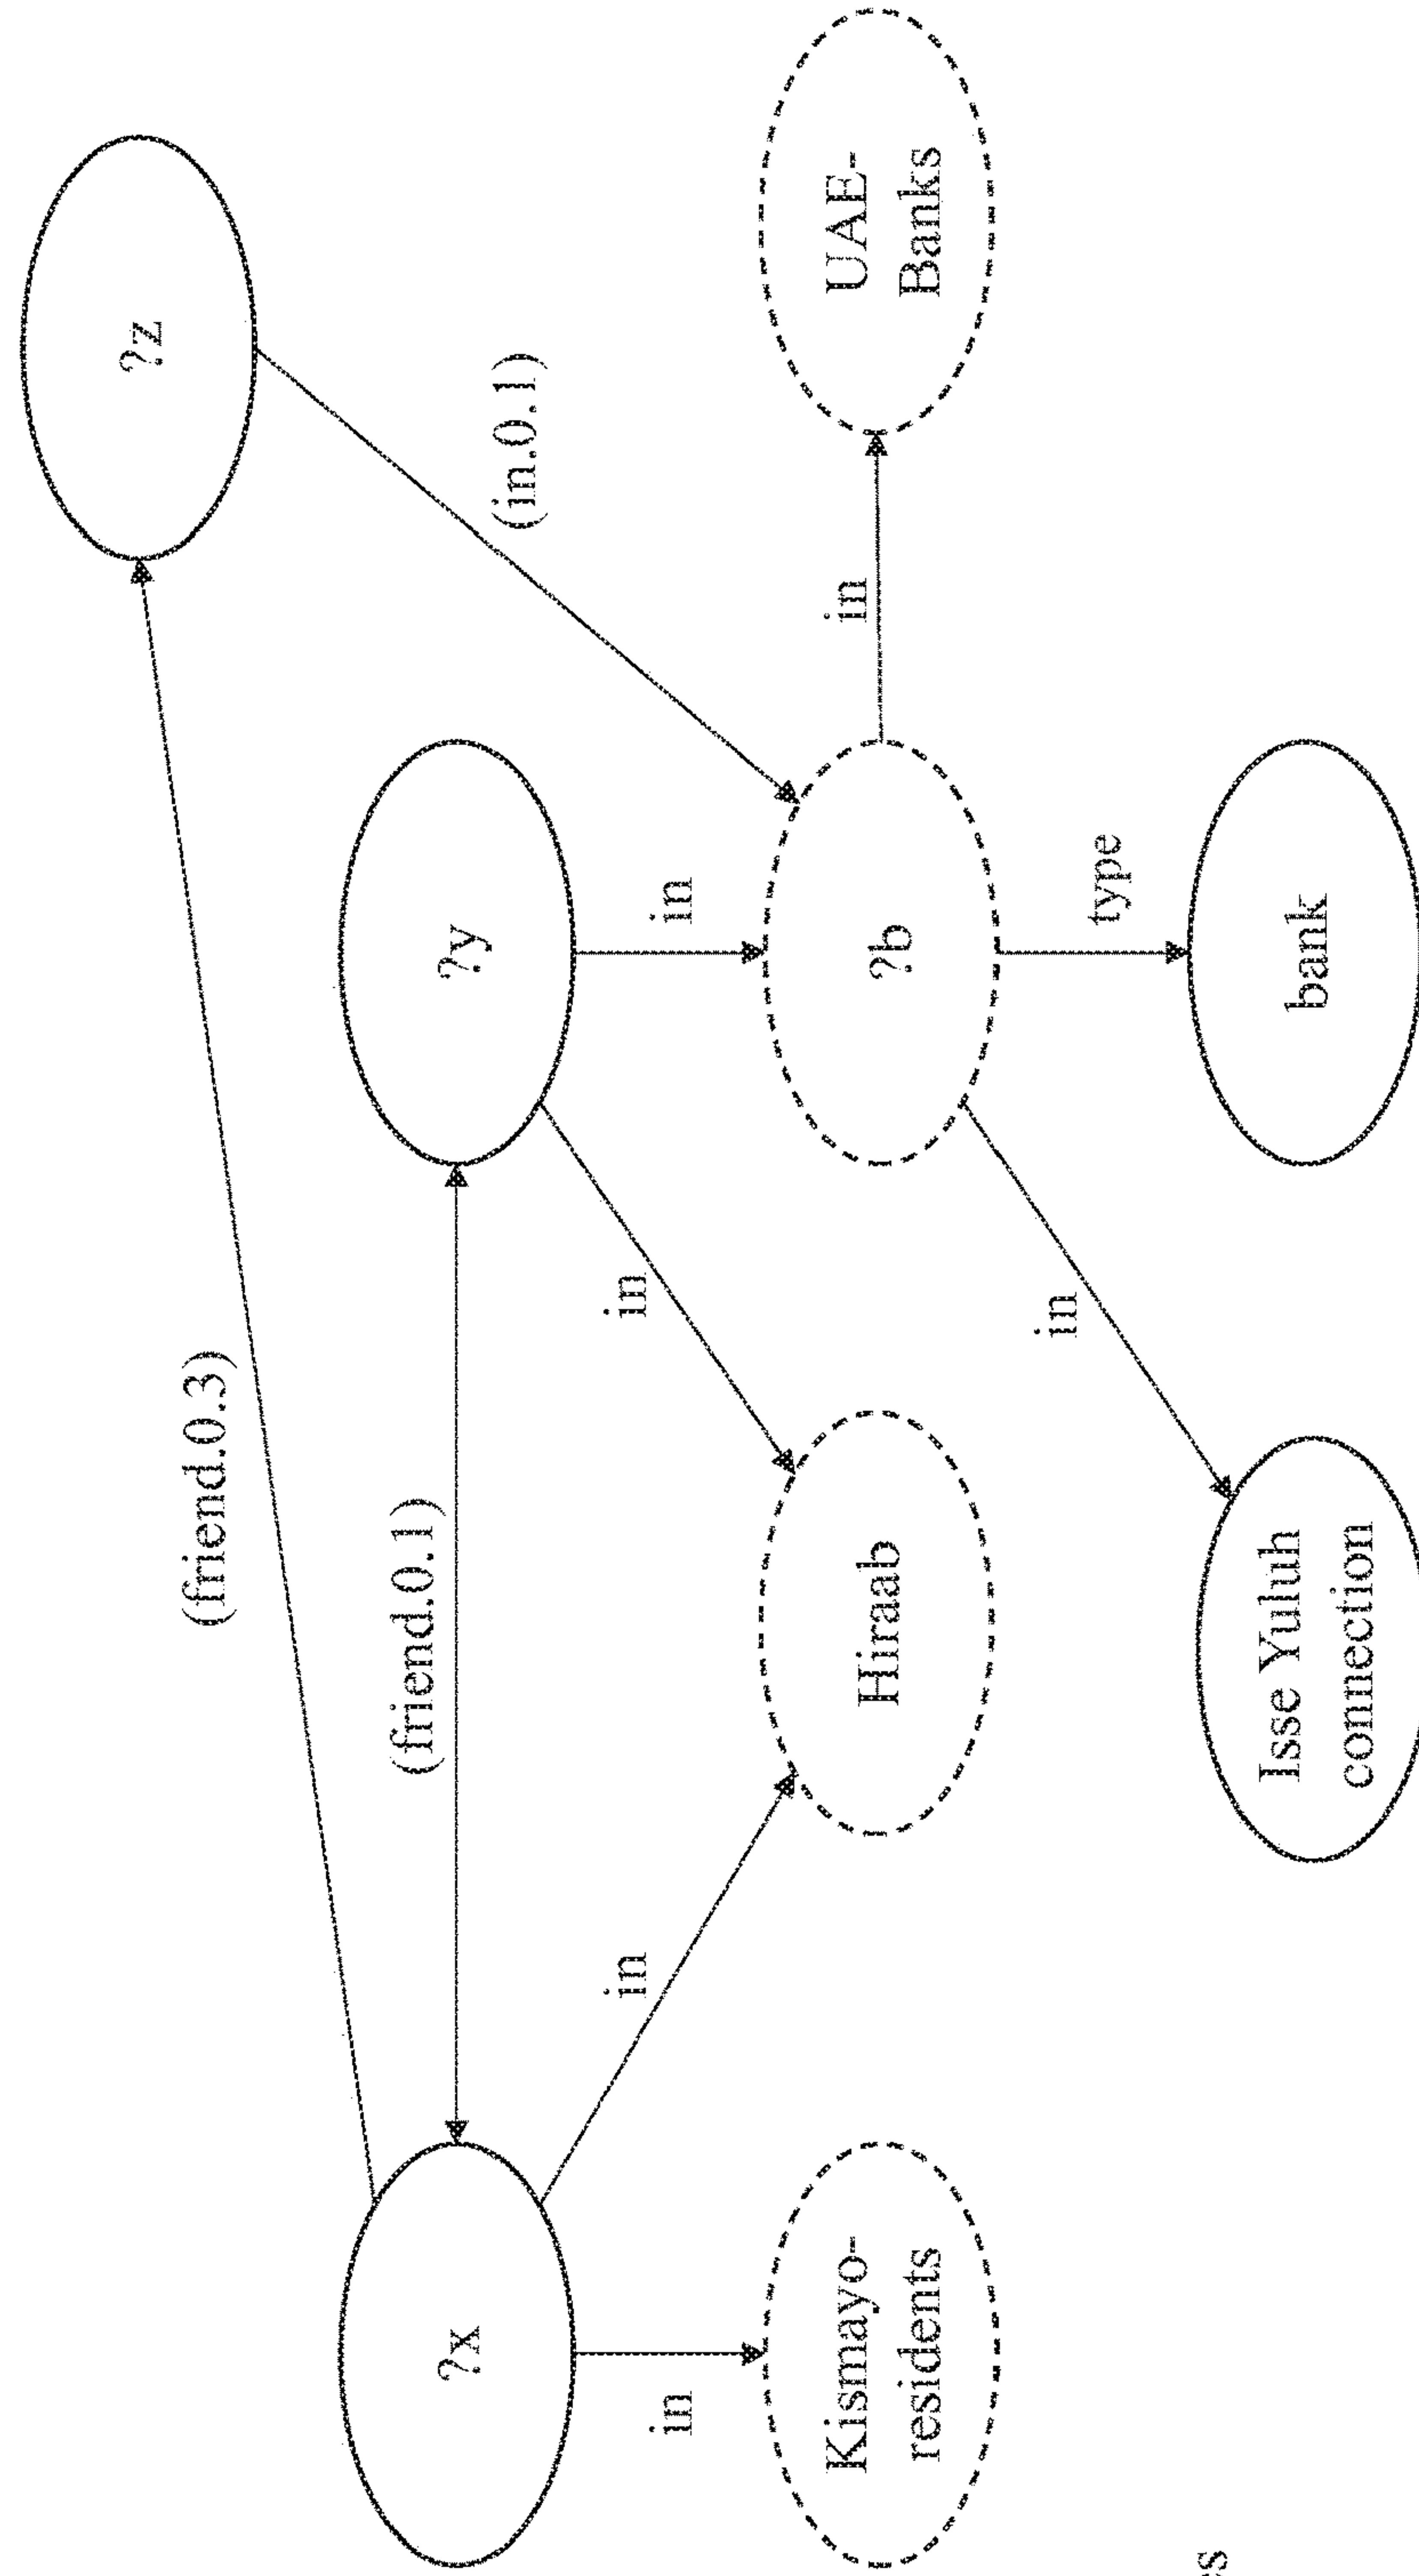 ?z
(friend.0.3)
(in.0.1)
?x
(friend.0.1)
?y
in
in
in
in
Kismayo-
residents
Hiraab
?b
in
UAE-
Banks
in
type
Isse Yuluh
connection
bank